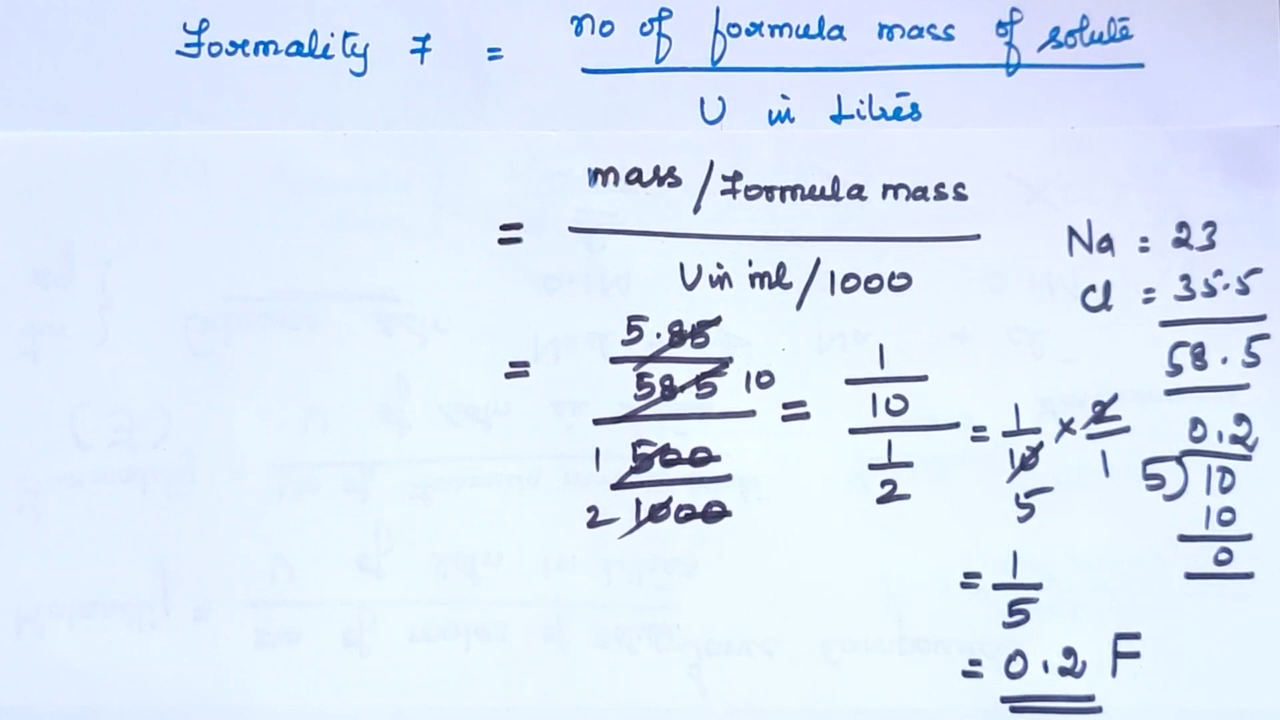 Formality F = no of formula mass of solute
V in Litres
= mass / Formula mass
V in ml / 1000
Na = 23
Cl = 35.5
58.5
= 5.85
58.5 10
1 500
2 1000
= 1
10
1
2
= 1 × 2
10 1
5
0.2
5)10
10
0
= 1
5
= 0.2 F